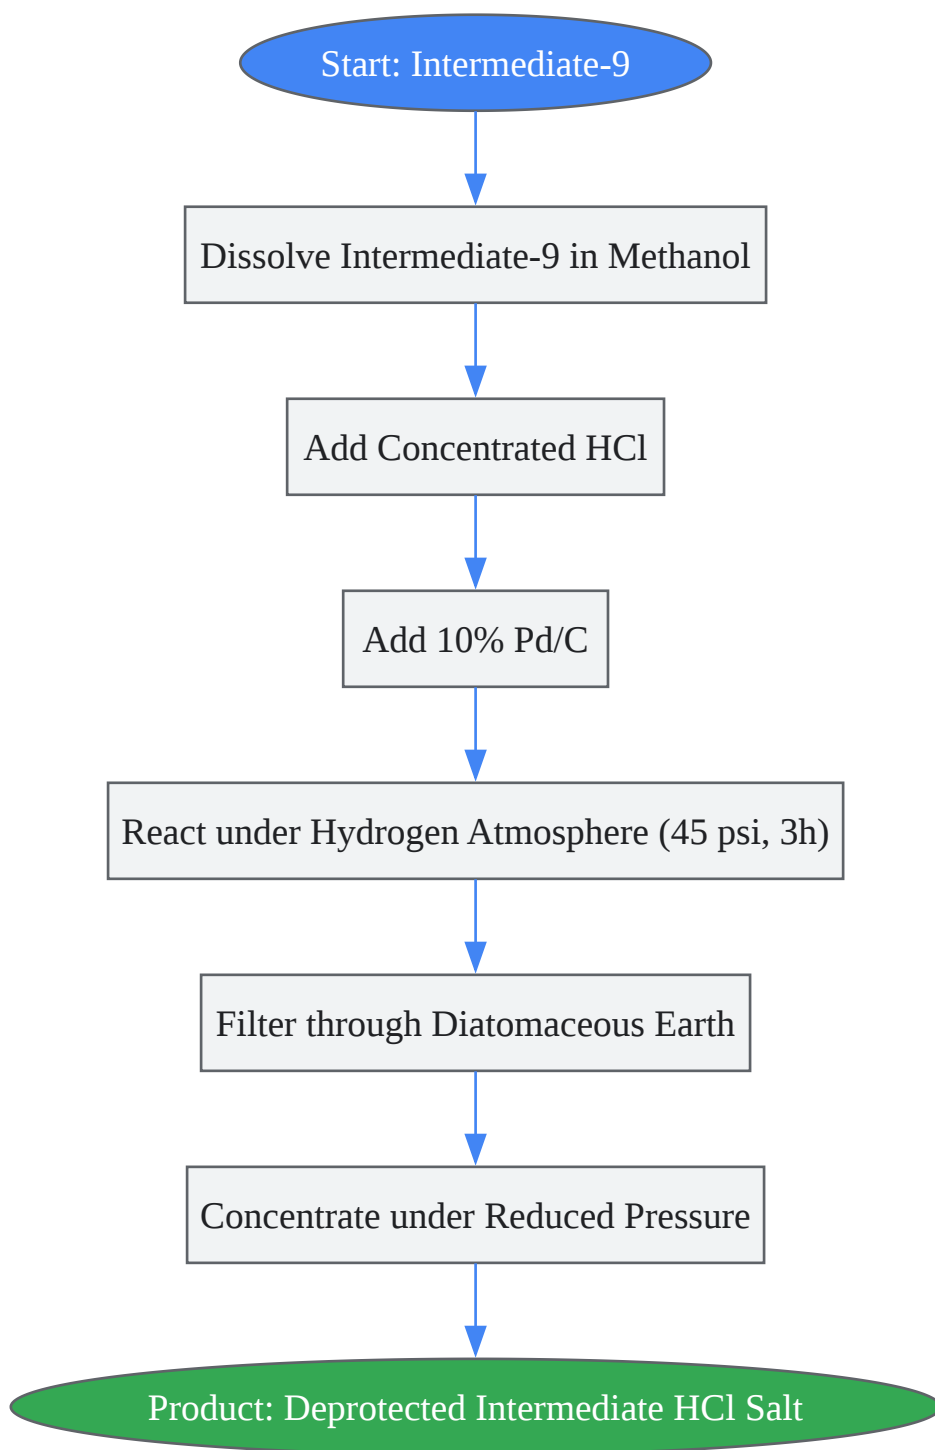 Start: Intermediate-9
Dissolve Intermediate-9 in Methanol
Add Concentrated HCl
Add 10% Pd/C
React under Hydrogen Atmosphere (45 psi, 3h)
Filter through Diatomaceous Earth
Concentrate under Reduced Pressure
Product: Deprotected Intermediate HCl Salt